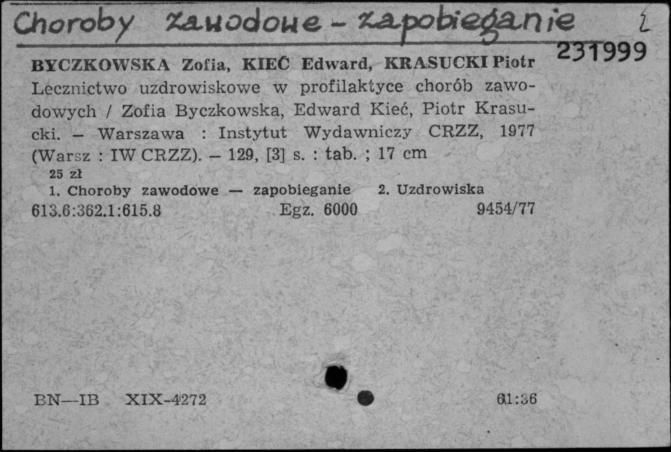 Choroby zawodowe - zapobieganie
231999
BYCZKOWSKA Zofia, KIEĆ Edward, KRASUCKI Piotr
Lecznictwo uzdrowiskowe w profilaktyce chorób zawo-
dowych / Zofia Byczkowska, Edward Kieć, Piotr Krasu-
cki. — Warszawa : Instytut Wydawniczy CRZZ, 1977
(Warsz : IW CRZZ). — 129, [3] s. : tab. ; 17 cm
25 zł
1. Choroby zawodowe — zapobieganie 2. Uzdrowiska
613.6:362.1:615.8 Egz. 6000 9454/77
BN—IB XIX-4272 61:36